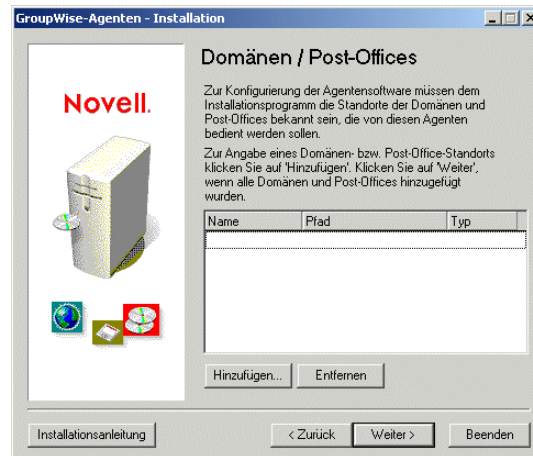 GroupWise-Agenten - Installation
Novell.
Domänen / Post-Offices
Zur Konfigurierung der Agentensoftware müssen dem
Installationsprogramm die Standorte der Domänen und
Post-Offices bekannt sein, die von diesen Agenten
bedient werden sollen.
Zur Angabe eines Domänen- bzw. Post-Office-Standorts
klicken Sie auf 'Hinzufügen'. Klicken Sie auf 'Weiter',
wenn alle Domänen und Post-Offices hinzugefügt
wurden.
Name Pfad Typ
Hinzufügen... Entfernen
Installationsanleitung < Zurück Weiter > Beenden